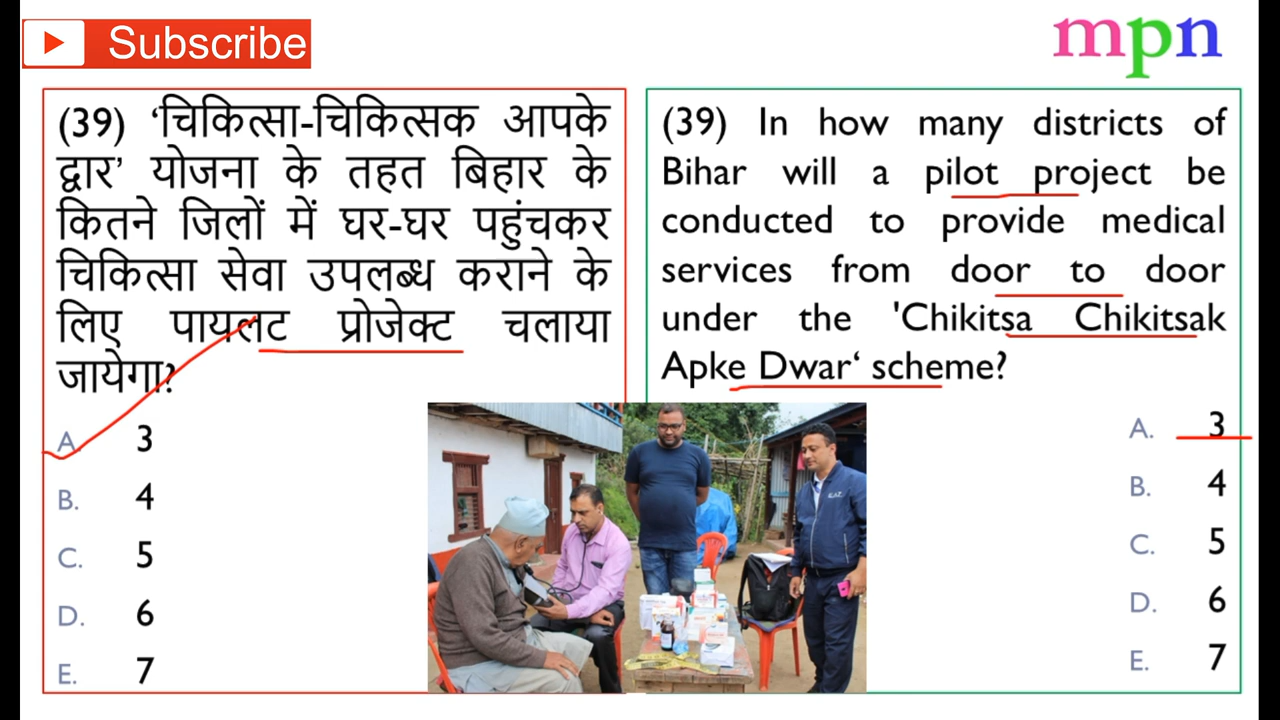 Subscribe
mpn
(39) ‘चिकित्सा-चिकित्सक आपके
द्वार’ योजना के तहत बिहार के
कितने जिलों में घर-घर पहुंचकर
चिकित्सा सेवा उपलब्ध कराने के
लिए पायलट प्रोजेक्ट चलाया
जायेगा?
A. 3
B. 4
C. 5
D. 6
E. 7
(39) In how many districts of
Bihar will a pilot project be
conducted to provide medical
services from door to door
under the 'Chikitsa Chikitsak
Apke Dwar‘ scheme?
A. 3
B. 4
C. 5
D. 6
E. 7